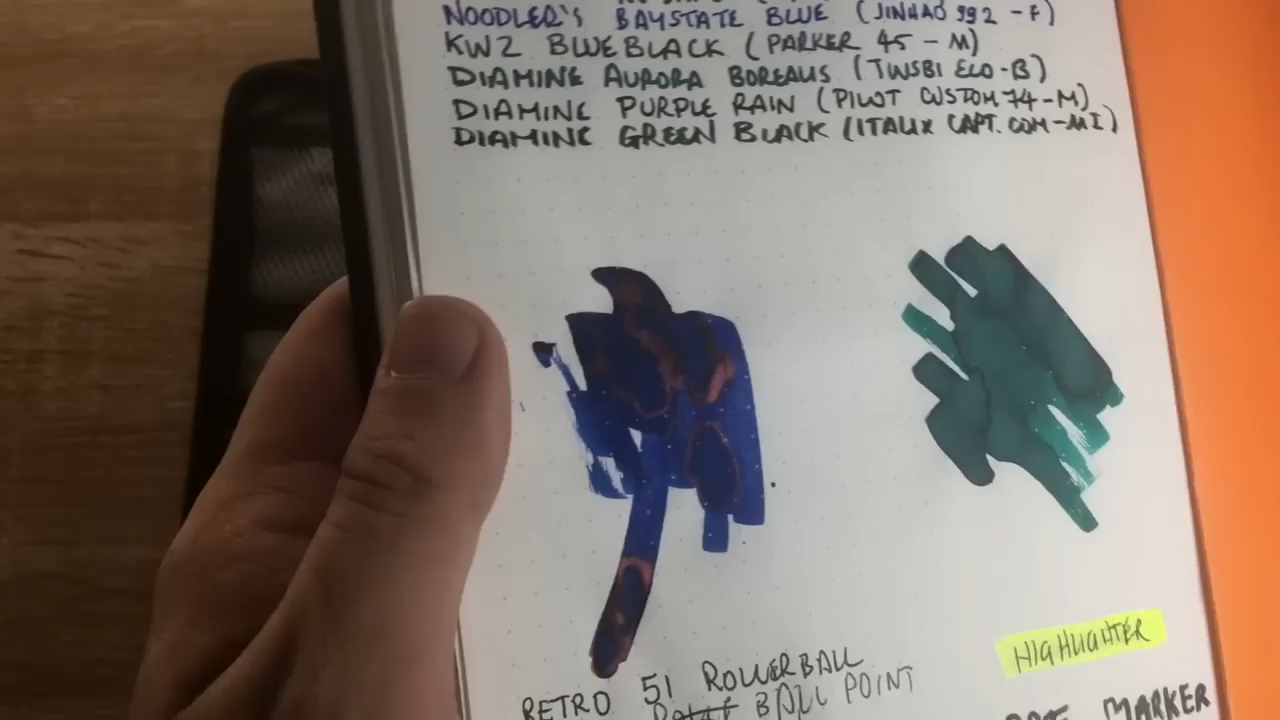 NOODLER'S BAYSTATE BLUE (JINHAO 992 - F)
KWZ BLUEBLACK (PARKER 45 - M)
DIAMINE AURORA BOREALIS (TWSBI ECO-B)
DIAMINE PURPLE RAIN (PILOT CUSTOM 74-M)
DIAMINE GREEN BLACK (ITALIX CAPT. COM-MI)
HIGHLIGHTER
RETRO 51 ROLLERBALL
BALL POINT
MARKER